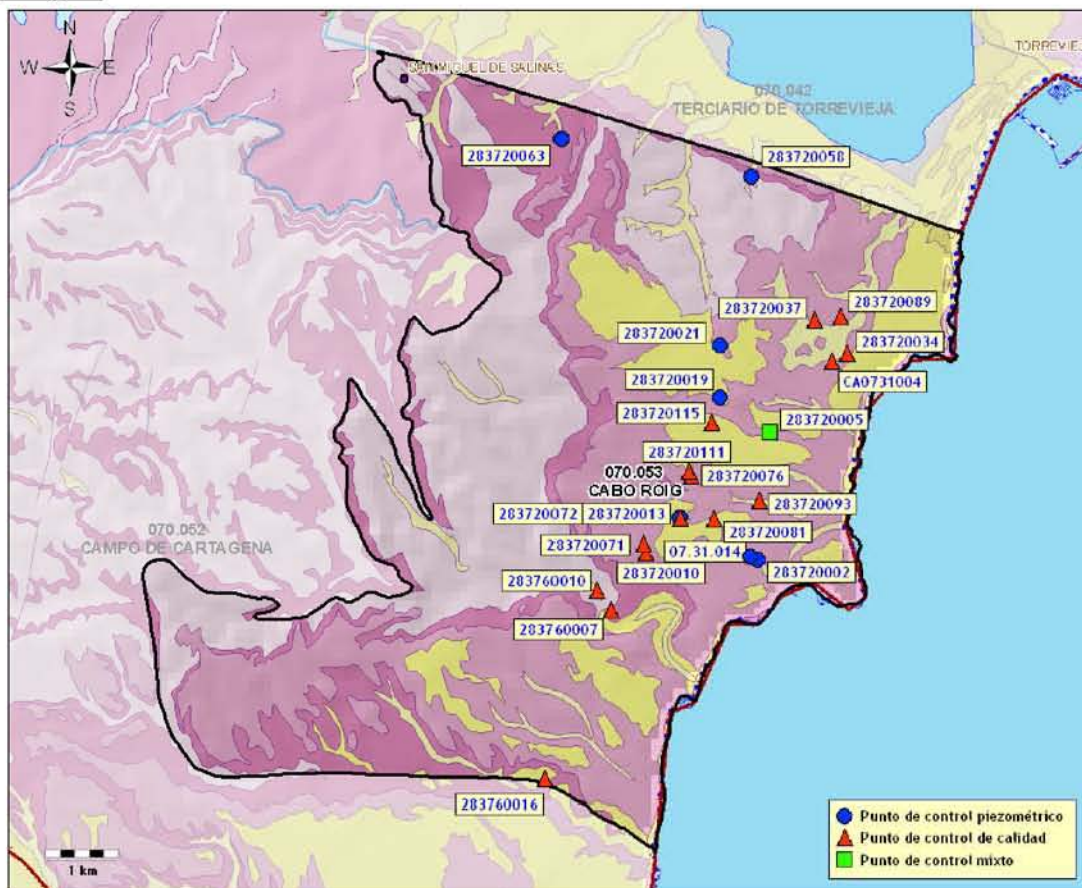 N
W E
S
SAN MIGUEL DE SALINAS
TORREVIEJ
070.042
TERCIARIO DE TORREVIEJA
283720063
283720058
283720037
283720089
283720021
283720034
283720019
CA0731004
283720115
283720005
283720111
070.053
283720076
CABO ROIG
283720093
283720072
283720013
070.052
CAMPO DE CARTAGENA
283720081
283720071
07.31.014
283720010
283720002
283760010
283760007
283760016
1 km
Punto de control piezométrico
Punto de control de calidad
Punto de control mixto